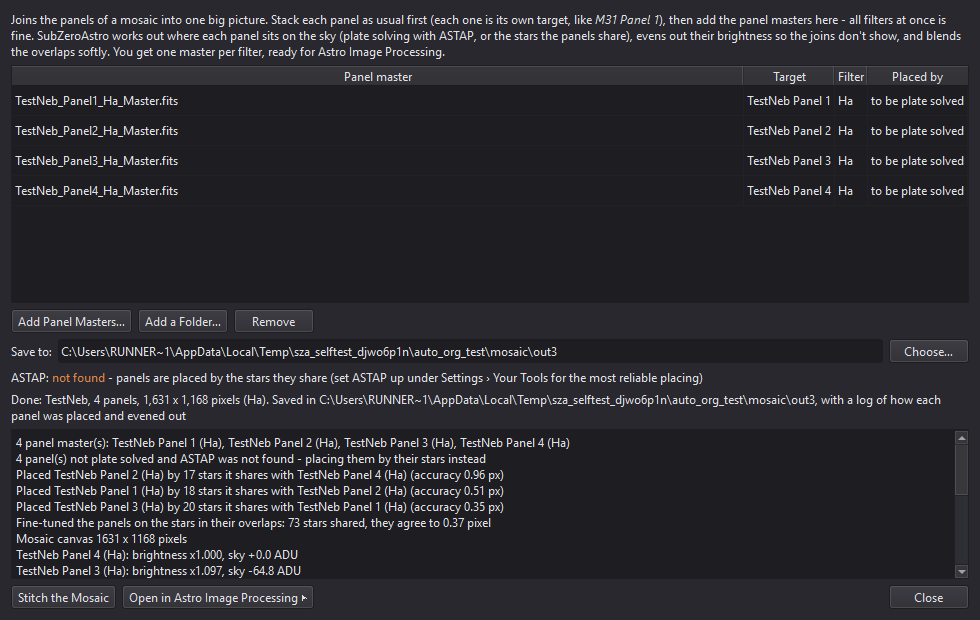 Joins the panels of a mosaic into one big picture. Stack each panel as usual first (each one is its own target, like M31 Panel 1), then add the panel masters here - all filters at once is
fine. SubZeroAstro works out where each panel sits on the sky (plate solving with ASTAP, or the stars the panels share), evens out their brightness so the joins don't show, and blends
the overlaps softly. You get one master per filter, ready for Astro Image Processing.
Panel master Target Filter Placed by
TestNeb_Panel1_Ha_Master.fits TestNeb Panel 1 Ha to be plate solved
TestNeb_Panel2_Ha_Master.fits TestNeb Panel 2 Ha to be plate solved
TestNeb_Panel3_Ha_Master.fits TestNeb Panel 3 Ha to be plate solved
TestNeb_Panel4_Ha_Master.fits TestNeb Panel 4 Ha to be plate solved
Add Panel Masters... Add a Folder... Remove
Save to: C:\Users\RUNNER~1\AppData\Local\Temp\sza_selftest_djwo6p1n\auto_org_test\mosaic\out3 Choose...
ASTAP: not found - panels are placed by the stars they share (set ASTAP up under Settings › Your Tools for the most reliable placing)
Done: TestNeb, 4 panels, 1,631 x 1,168 pixels (Ha). Saved in C:\Users\RUNNER~1\AppData\Local\Temp\sza_selftest_djwo6p1n\auto_org_test\mosaic\out3, with a log of how each
panel was placed and evened out
4 panel master(s): TestNeb Panel 1 (Ha), TestNeb Panel 2 (Ha), TestNeb Panel 3 (Ha), TestNeb Panel 4 (Ha)
4 panel(s) not plate solved and ASTAP was not found - placing them by their stars instead
Placed TestNeb Panel 2 (Ha) by 17 stars it shares with TestNeb Panel 4 (Ha) (accuracy 0.96 px)
Placed TestNeb Panel 1 (Ha) by 18 stars it shares with TestNeb Panel 2 (Ha) (accuracy 0.51 px)
Placed TestNeb Panel 3 (Ha) by 20 stars it shares with TestNeb Panel 1 (Ha) (accuracy 0.35 px)
Fine-tuned the panels on the stars in their overlaps: 73 stars shared, they agree to 0.37 pixel
Mosaic canvas 1631 x 1168 pixels
TestNeb Panel 4 (Ha): brightness x1.000, sky +0.0 ADU
TestNeb Panel 3 (Ha): brightness x1.097, sky -64.8 ADU
Stitch the Mosaic Open in Astro Image Processing Close